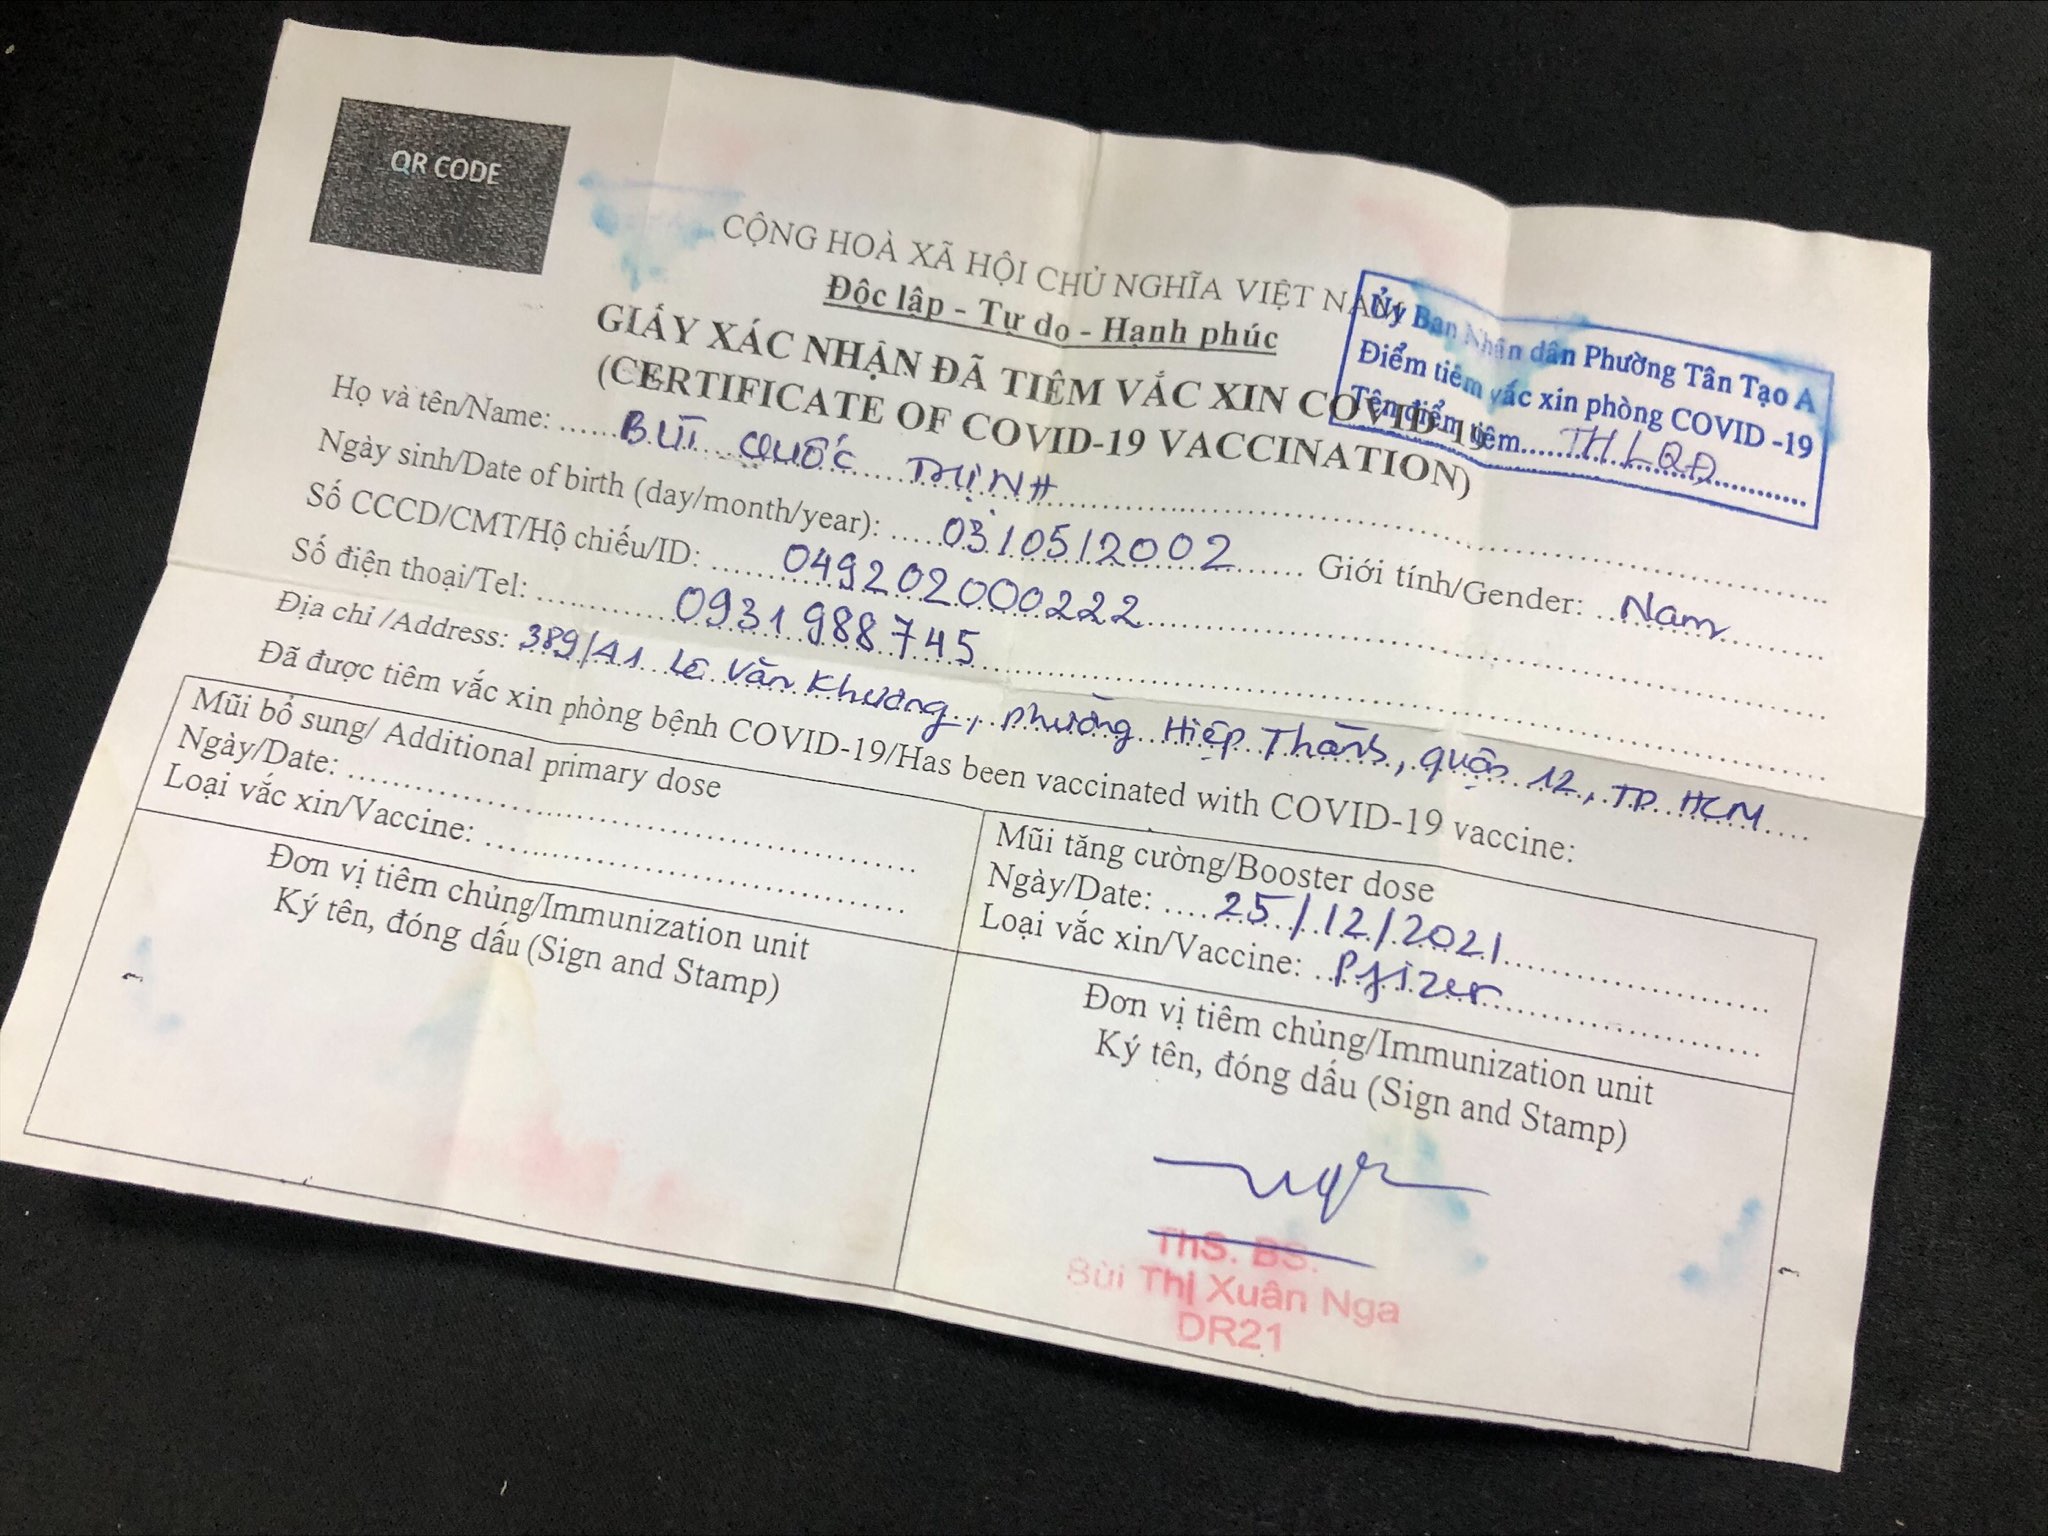 QR CODE
CỘNG HOÀ XÃ HỘI CHỦ NGHĨA VIỆT NAM
Độc lập - Tự do - Hạnh phúc
GIẤY XÁC NHẬN ĐÃ TIÊM VẮC XIN COVID-19
(CERTIFICATE OF COVID-19 VACCINATION)
Ủy Ban Nhân dân Phường Tân Tạo A
Điểm tiêm vắc xin phòng COVID -19
Tên điểm tiêm......TH LQĐ............
Họ và tên/Name: ......BÙI QUỐC THỊNH......
Ngày sinh/Date of birth (day/month/year): ......03/05/2002...... Giới tính/Gender: ...Nam......
Số CCCD/CMT/Hộ chiếu/ID: ......049202000222......
Số điện thoại/Tel: ......0931988745......
Địa chỉ /Address: 389/A1 Lê Văn Khương, phường Hiệp Thành, quận 12, TP. HCM....
Đã được tiêm vắc xin phòng bệnh COVID-19/Has been vaccinated with COVID-19 vaccine:
Mũi bổ sung/ Additional primary dose
Ngày/Date: ............
Loại vắc xin/Vaccine: ............
Đơn vị tiêm chủng/Immunization unit
Ký tên, đóng dấu (Sign and Stamp)
Mũi tăng cường/Booster dose
Ngày/Date: ....25/12/2021......
Loại vắc xin/Vaccine: ..Pfizer......
Đơn vị tiêm chủng/Immunization unit
Ký tên, đóng dấu (Sign and Stamp)
ThS. BS.
Bùi Thị Xuân Nga
DR21